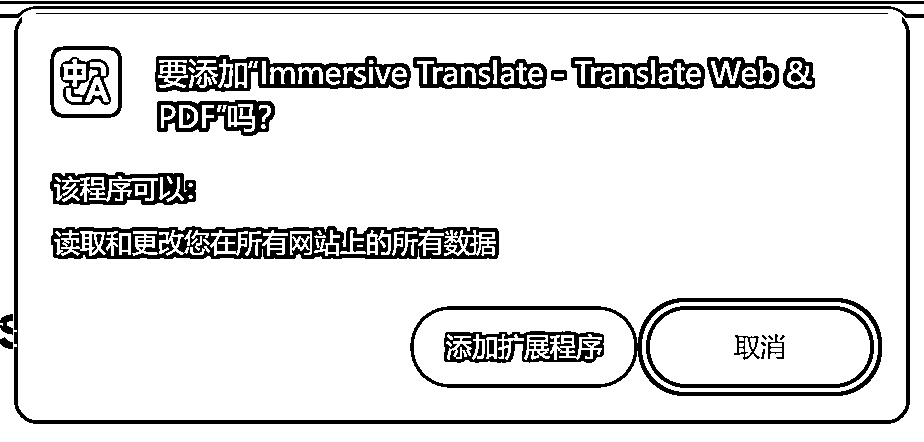 要添加“Immersive Translate - Translate Web &
PDF”吗?
该程序可以：
读取和更改您在所有网站上的所有数据
添加扩展程序
取消